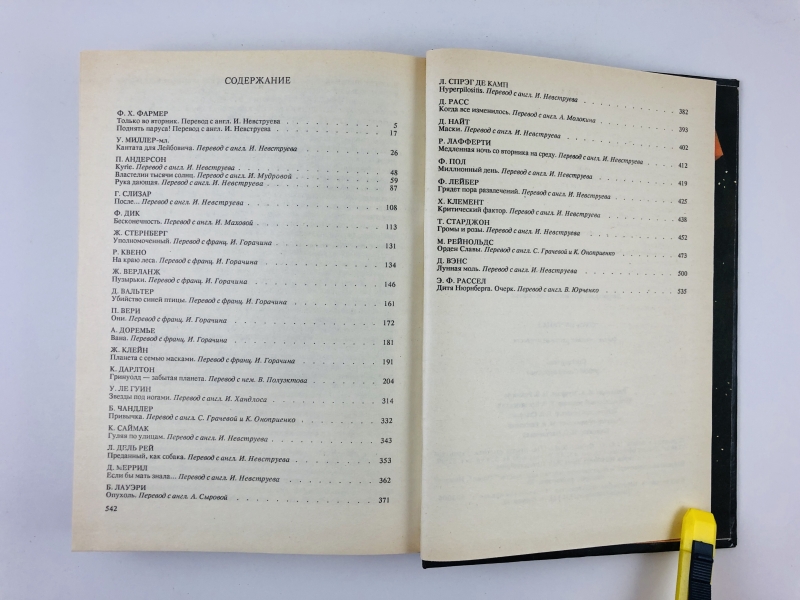 СОДЕРЖАНИЕ
Ф. Х. ФАРМЕР
Только во вторник. Перевод с англ. И. Невструева . . . 5
Поднять паруса! Перевод с англ. И. Невструева . . . 17
У. МИЛЛЕР-мл.
Кантата для Лейбовича. Перевод с англ. И. Невструева . . . 26
П. АНДЕРСОН
Kyrie. Перевод с англ. И. Невструева . . . 48
Властелин тысячи солнц. Перевод с англ. И. Мудровой . . . 59
Рука дающая. Перевод с англ. И. Невструева . . . 87
Г. СЛИЗАР
После... Перевод с англ. И. Невструева . . . 108
Ф. ДИК
Бесконечность. Перевод с англ. И. Маховой . . . 113
Ж. СТЕРНБЕРГ
Уполномоченный. Перевод с франц. И. Горачина . . . 131
Р. КВЕНО
На краю леса. Перевод с франц. И. Горачина . . . 134
Ж. ВЕРЛАНЖ
Пузырьки. Перевод с франц. И. Горачина . . . 146
Д. ВАЛЬТЕР
Убийство синей птицы. Перевод с франц. И. Горачина . . . 161
П. ВЕРИ
Они. Перевод с франц. И. Горачина . . . 172
А. ДОРЕМЬЕ
Вана. Перевод с франц. И. Горачина . . . 181
Ж. КЛЕЙН
Планета с семью масками. Перевод с франц. И. Горачина . . . 191
К. ДАРЛТОН
Гринуолд — забытая планета. Перевод с нем. В. Полуэктова . . . 204
У. ЛЕ ГУИН
Звезды под ногами. Перевод с англ. И. Хандлоса . . . 314
Б. ЧАНДЛЕР
Привычка. Перевод с англ. С. Грачевой и К. Оноприенко . . . 332
К. САЙМАК
Гуляя по улицам. Перевод с англ. И. Невструева . . . 343
Л. ДЕЛЬ РЕЙ
Преданный, как собака. Перевод с англ. И. Невструева . . . 353
Д. МЕРРИЛ
Если бы мать знала... Перевод с англ. И. Невструева . . . 362
Б. ЛАУЭРИ
Опухоль. Перевод с англ. А. Сыровой . . . 371
542
Л. СПРЭГ ДЕ КАМП
Hyperpilositis. Перевод с англ. И. Невструева . . . 382
Д. РАСС
Когда все изменилось. Перевод с англ. А. Молокина . . . 393
Д. НАЙТ
Маски. Перевод с англ. И. Невструева . . . 402
Р. ЛАФФЕРТИ
Медленная ночь со вторника на среду. Перевод с англ. И. Невструева . . . 412
Ф. ПОЛ
Миллионный день. Перевод с англ. И. Невструева . . . 419
Ф. ЛЕЙБЕР
Грядет пора развлечений. Перевод с англ. И. Невструева . . . 425
Х. КЛЕМЕНТ
Критический фактор. Перевод с англ. И. Невструева . . . 438
Т. СТАРДЖОН
Громы и розы. Перевод с англ. И. Невструева . . . 452
М. РЕЙНОЛЬДС
Орден Славы. Перевод с англ. С. Грачевой и К. Оноприенко . . . 473
Д. ВЭНС
Лунная моль. Перевод с англ. И. Невструева . . . 500
Э. Ф. РАССЕЛ
Дитя Нюрнберга. Очерк. Перевод с англ. В. Юрченко . . . 535